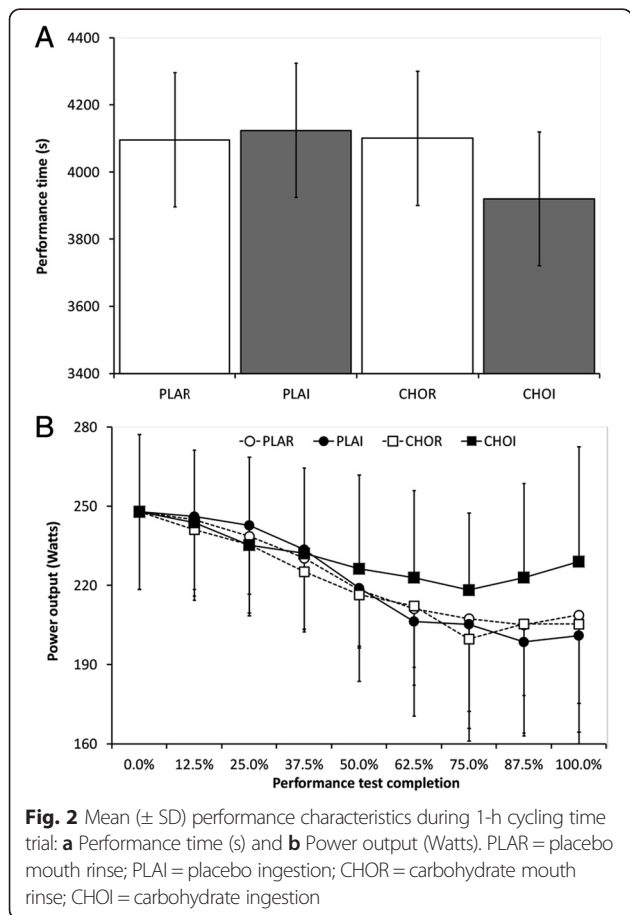 A
4400
4200
4000
3800
3600
3400
Performance time (s)
PLAR PLAI CHOR CHOI
B
280
250
220
190
160
Power output (Watts)
PLAR PLAI CHOR CHOI
0.0% 12.5% 25.0% 37.5% 50.0% 62.5% 75.0% 87.5% 100.0%
Performance test completion
Fig. 2 Mean (± SD) performance characteristics during 1-h cycling time
trial: a Performance time (s) and b Power output (Watts). PLAR = placebo
mouth rinse; PLAI = placebo ingestion; CHOR = carbohydrate mouth
rinse; CHOI = carbohydrate ingestion